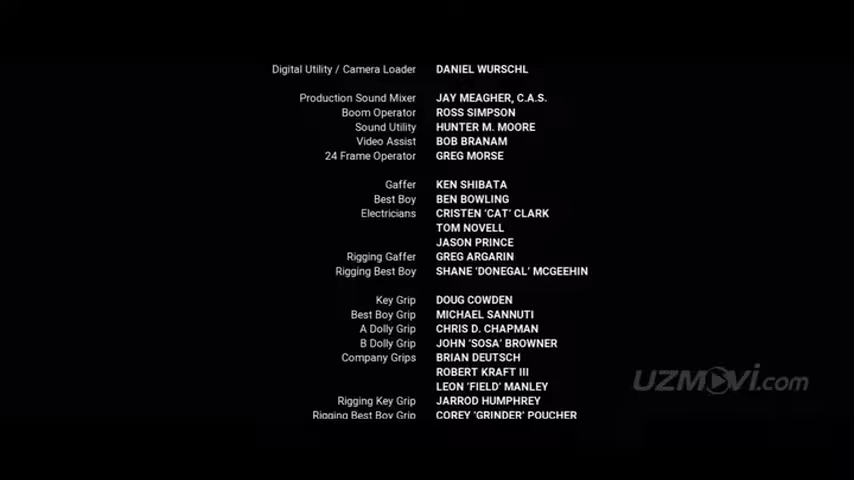 Digital Utility / Camera Loader DANIEL WURSCHL
Production Sound Mixer JAY MEAGHER, C.A.S.
Boom Operator ROSS SIMPSON
Sound Utility HUNTER M. MOORE
Video Assist BOB BRANAM
24 Frame Operator GREG MORSE
Gaffer KEN SHIBATA
Best Boy BEN BOWLING
Electricians CRISTEN ‘CAT’ CLARK
TOM NOVELL
JASON PRINCE
Rigging Gaffer GREG ARGARIN
Rigging Best Boy SHANE ‘DONEGAL’ MCGEEHIN
Key Grip DOUG COWDEN
Best Boy Grip MICHAEL SANNUTI
A Dolly Grip CHRIS D. CHAPMAN
B Dolly Grip JOHN ‘SOSA’ BROWNER
Company Grips BRIAN DEUTSCH
ROBERT KRAFT III
LEON ‘FIELD’ MANLEY
UZMOVI.com
Rigging Key Grip JARROD HUMPHREY
Rigging Best Boy Grip COREY ‘GRINDER’ POUCHER